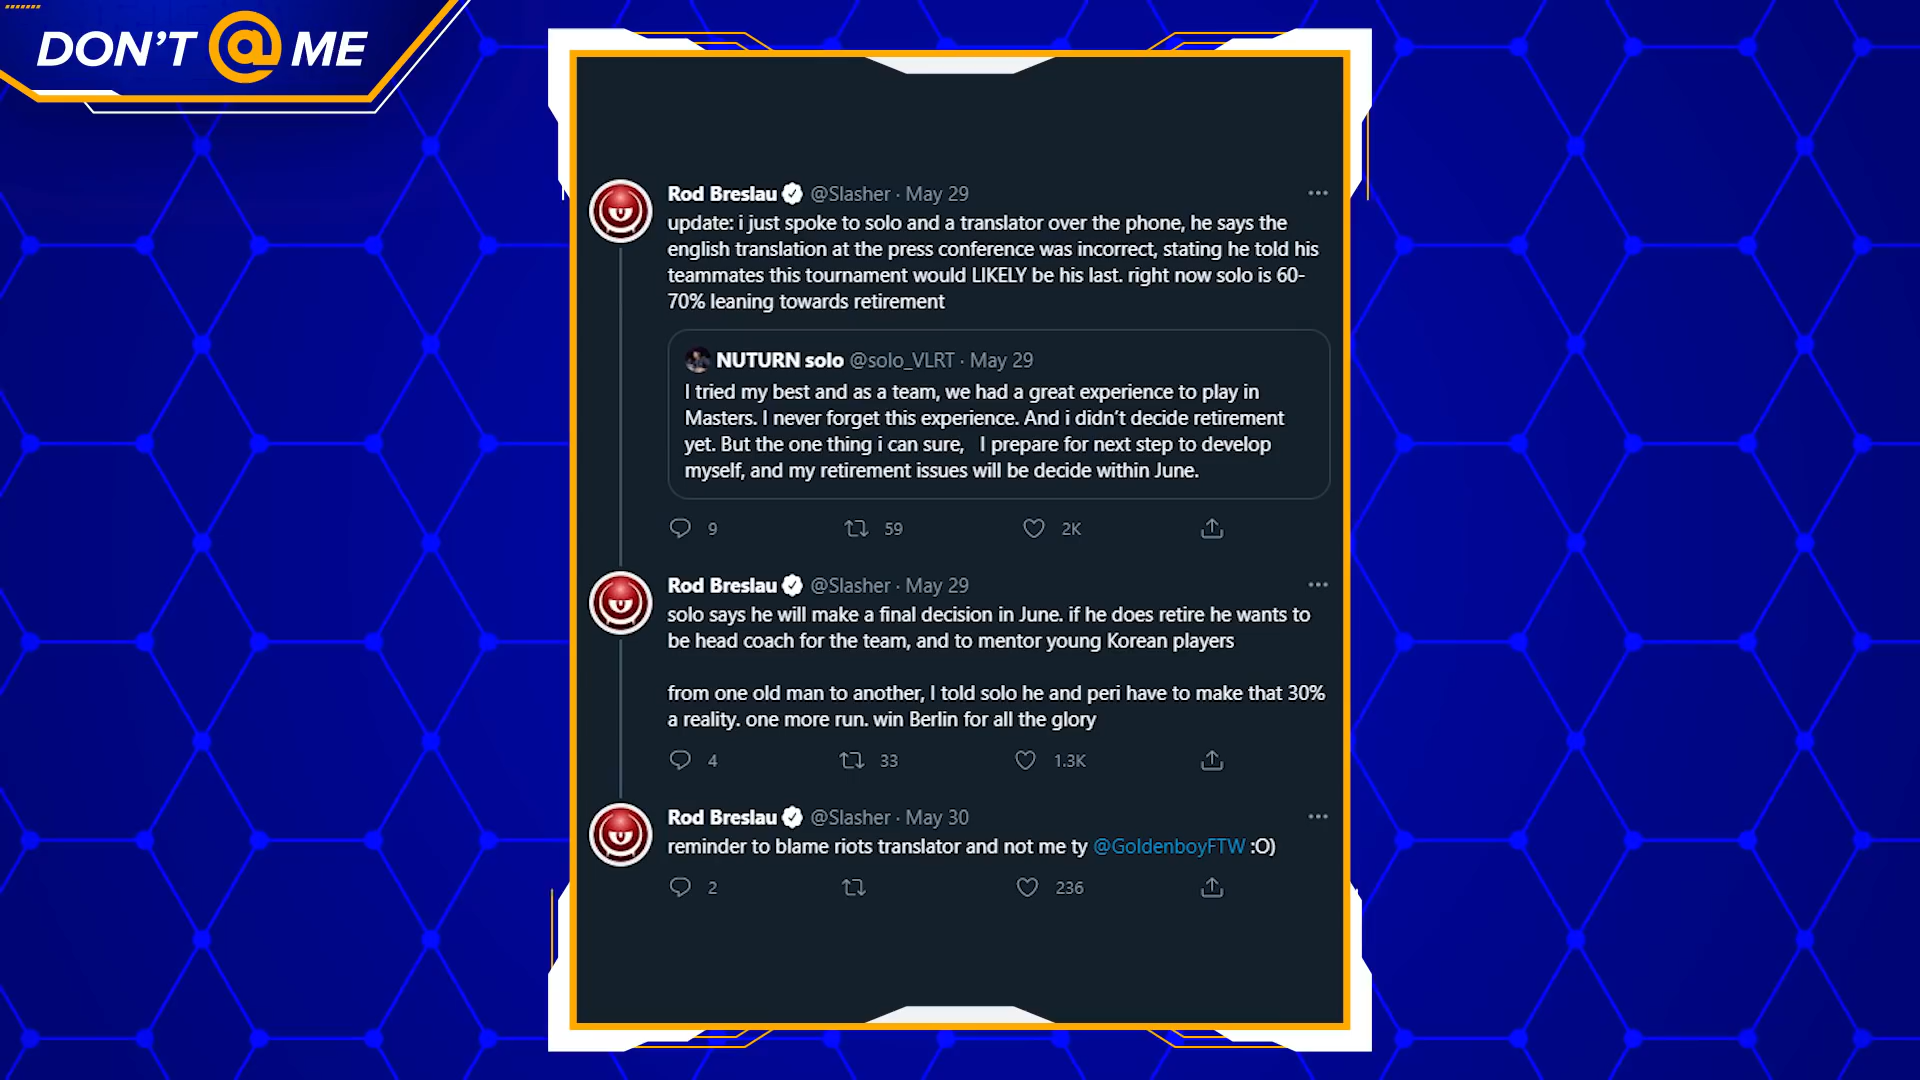 DON'T @ ME
Rod Breslau @Slasher · May 29
update: i just spoke to solo and a translator over the phone, he says the
english translation at the press conference was incorrect, stating he told his
teammates this tournament would LIKELY be his last. right now solo is 60-
70% leaning towards retirement
NUTURN solo @solo_VLRT · May 29
I tried my best and as a team, we had a great experience to play in
Masters. I never forget this experience. And i didn't decide retirement
yet. But the one thing i can sure,   I prepare for next step to develop
myself, and my retirement issues will be decide within June.
9 59 2K
Rod Breslau @Slasher · May 29
solo says he will make a final decision in June. if he does retire he wants to
be head coach for the team, and to mentor young Korean players
from one old man to another, I told solo he and peri have to make that 30%
a reality. one more run. win Berlin for all the glory
4 33 1.3K
Rod Breslau @Slasher · May 30
reminder to blame riots translator and not me ty @GoldenboyFTW :O)
2 236